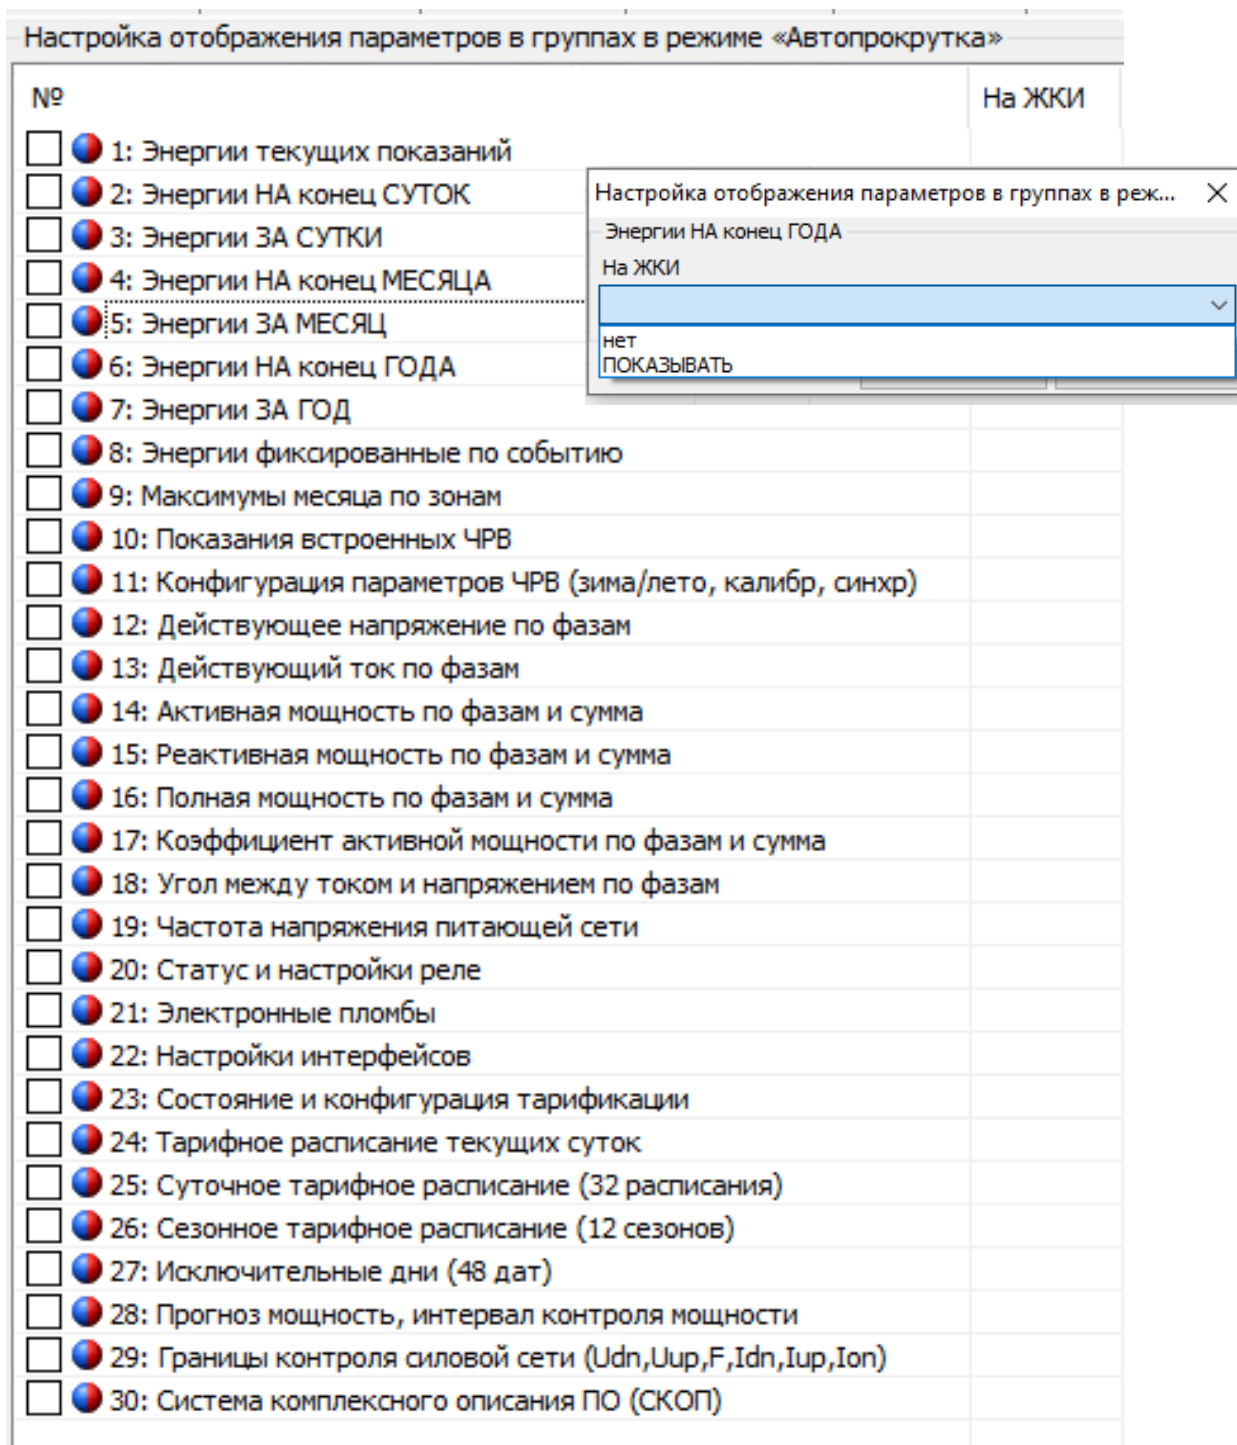 Настройка отображения параметров в группах в режиме «Автопрокрутка»
№ На ЖКИ
1: Энергии текущих показаний
2: Энергии НА конец СУТОК
3: Энергии ЗА СУТКИ
4: Энергии НА конец МЕСЯЦА
5: Энергии ЗА МЕСЯЦ
6: Энергии НА конец ГОДА
7: Энергии ЗА ГОД
8: Энергии фиксированные по событию
9: Максимумы месяца по зонам
10: Показания встроенных ЧРВ
11: Конфигурация параметров ЧРВ (зима/лето, калибр, синхр)
12: Действующее напряжение по фазам
13: Действующий ток по фазам
14: Активная мощность по фазам и сумма
15: Реактивная мощность по фазам и сумма
16: Полная мощность по фазам и сумма
17: Коэффициент активной мощности по фазам и сумма
18: Угол между током и напряжением по фазам
19: Частота напряжения питающей сети
20: Статус и настройки реле
21: Электронные пломбы
22: Настройки интерфейсов
23: Состояние и конфигурация тарификации
24: Тарифное расписание текущих суток
25: Суточное тарифное расписание (32 расписания)
26: Сезонное тарифное расписание (12 сезонов)
27: Исключительные дни (48 дат)
28: Прогноз мощность, интервал контроля мощности
29: Границы контроля силовой сети (Udn,Uup,F,Idn,Iup,Ion)
30: Система комплексного описания ПО (СКОП)
Настройка отображения параметров в группах в реж...
Энергии НА конец ГОДА
На ЖКИ
нет
ПОКАЗЫВАТЬ